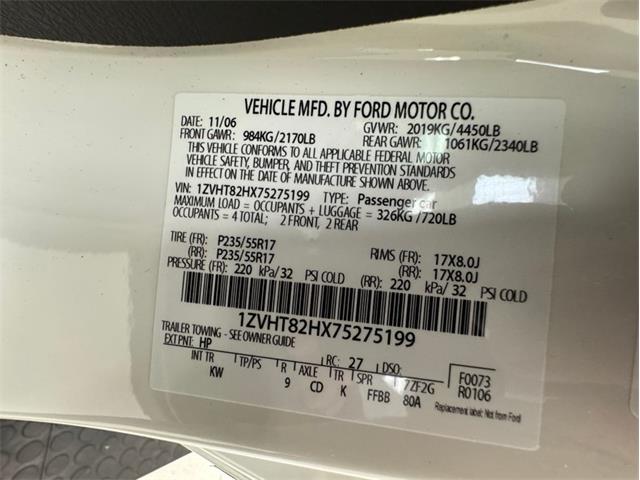 VEHICLE MFD. BY FORD MOTOR CO.
DATE: 11/06 GVWR: 2019KG/4450LB
FRONT GAWR: 984KG/2170LB REAR GAWR: 1061KG/2340LB
THIS VEHICLE CONFORMS TO ALL APPLICABLE FEDERAL MOTOR
VEHICLE SAFETY, BUMPER, AND THEFT PREVENTION STANDARDS
IN EFFECT ON THE DATE OF MANUFACTURE SHOWN ABOVE.
VIN: 1ZVHT82HX75275199 TYPE: Passenger car
MAXIMUM LOAD = OCCUPANTS + LUGGAGE = 326KG/720LB
OCCUPANTS = 4 TOTAL; 2 FRONT, 2 REAR
TIRE (FR): P235/55R17 RIMS (FR): 17X8.0J
(RR): P235/55R17 (RR): 17X8.0J
PRESSURE (FR): 220 kPa/32 PSI COLD (RR): 220 kPa/ 32 PSI COLD
1ZVHT82HX75275199
TRAILER TOWING - SEE OWNER GUIDE
EXT PNT: HP RC: 27 DSO:
INT TR TP/PS R AXLE TR SPR 7ZF2G
KW 9 CD K FFBB 80A
F0073
R0106
Replacement label: Not from Ford